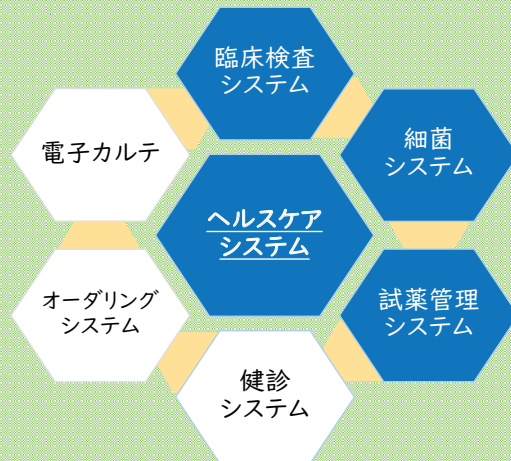 臨床検査
システム
細菌
システム
電子カルテ
ヘルスケア
システム
試薬管理
システム
オーダリング
システム
健診
システム